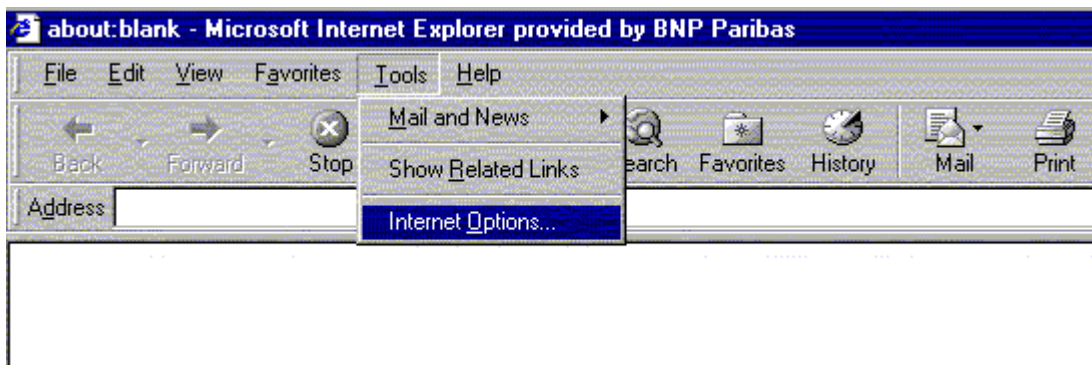 about:blank - Microsoft Internet Explorer provided by BNP Paribas
File Edit View Favorites Tools Help
Mail and News
Back Forward Stop Favorites History Mail Print
Show Related Links
Address
Internet Options...